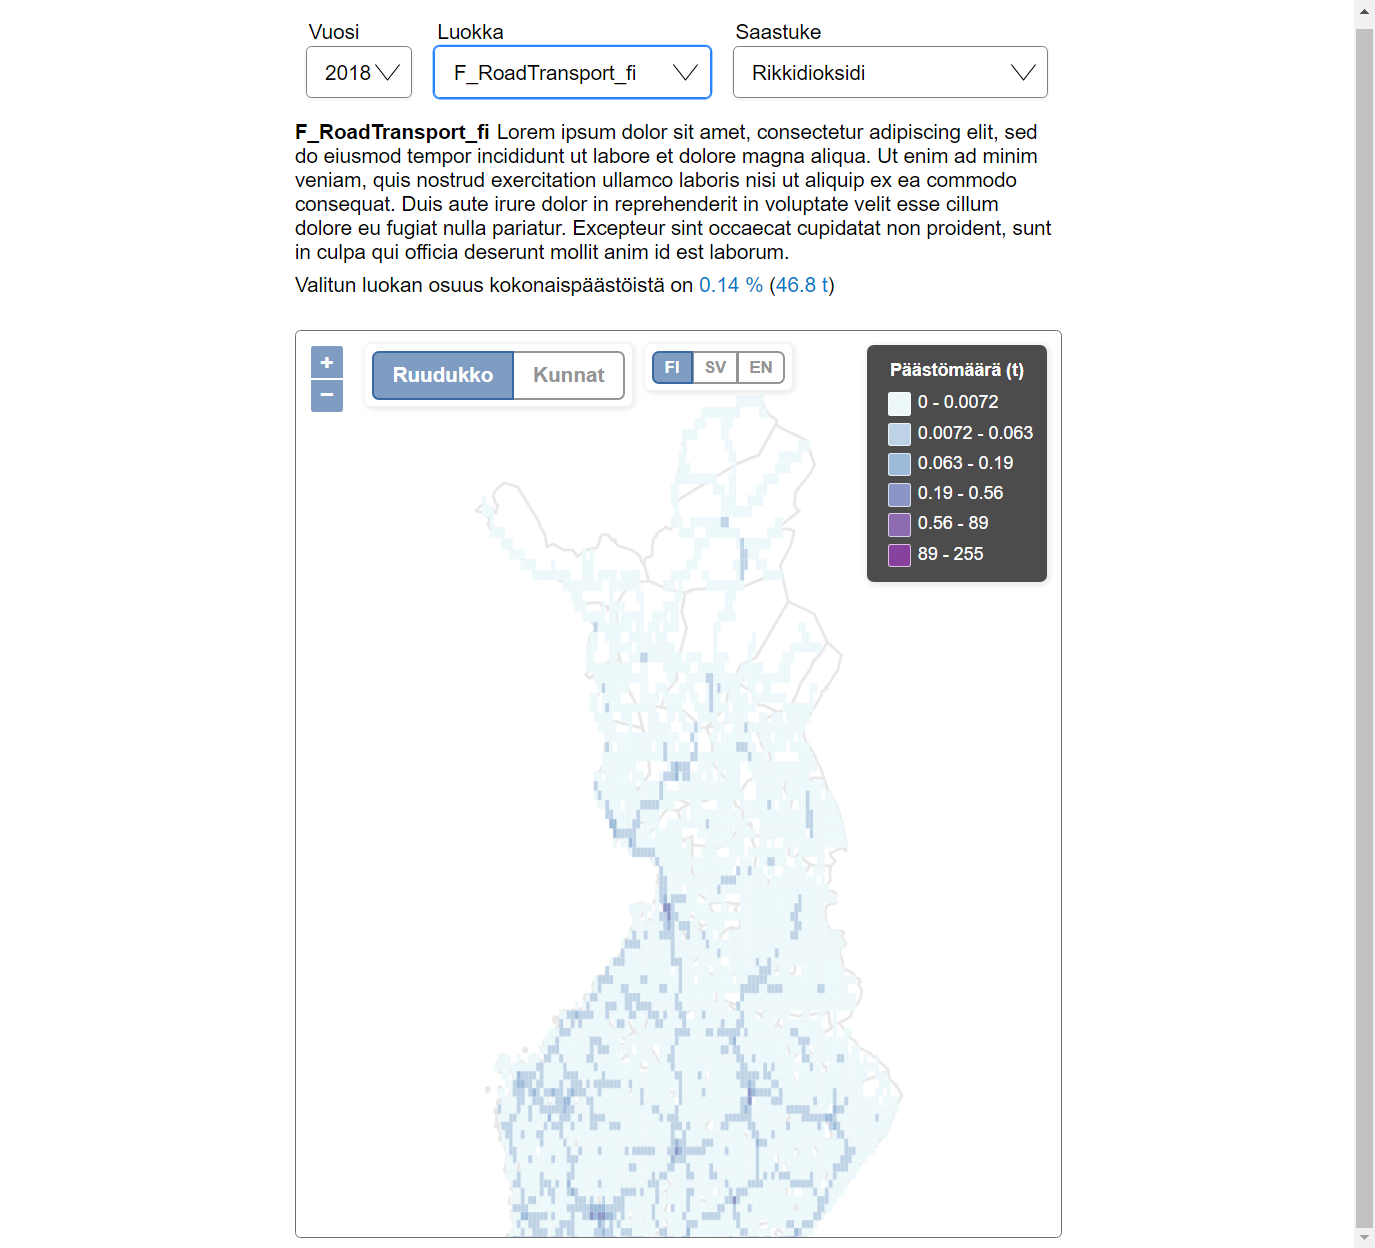 Vuosi Luokka Saastuke
2018 F_RoadTransport_fi Rikkidioksidi
F_RoadTransport_fi Lorem ipsum dolor sit amet, consectetur adipiscing elit, sed
do eiusmod tempor incididunt ut labore et dolore magna aliqua. Ut enim ad minim
veniam, quis nostrud exercitation ullamco laboris nisi ut aliquip ex ea commodo
consequat. Duis aute irure dolor in reprehenderit in voluptate velit esse cillum
dolore eu fugiat nulla pariatur. Excepteur sint occaecat cupidatat non proident, sunt
in culpa qui officia deserunt mollit anim id est laborum.
Valitun luokan osuus kokonaispäästöistä on 0.14 % (46.8 t)
+
−
Ruudukko Kunnat
FI SV EN
Päästömäärä (t)
0 - 0.0072
0.0072 - 0.063
0.063 - 0.19
0.19 - 0.56
0.56 - 89
89 - 255